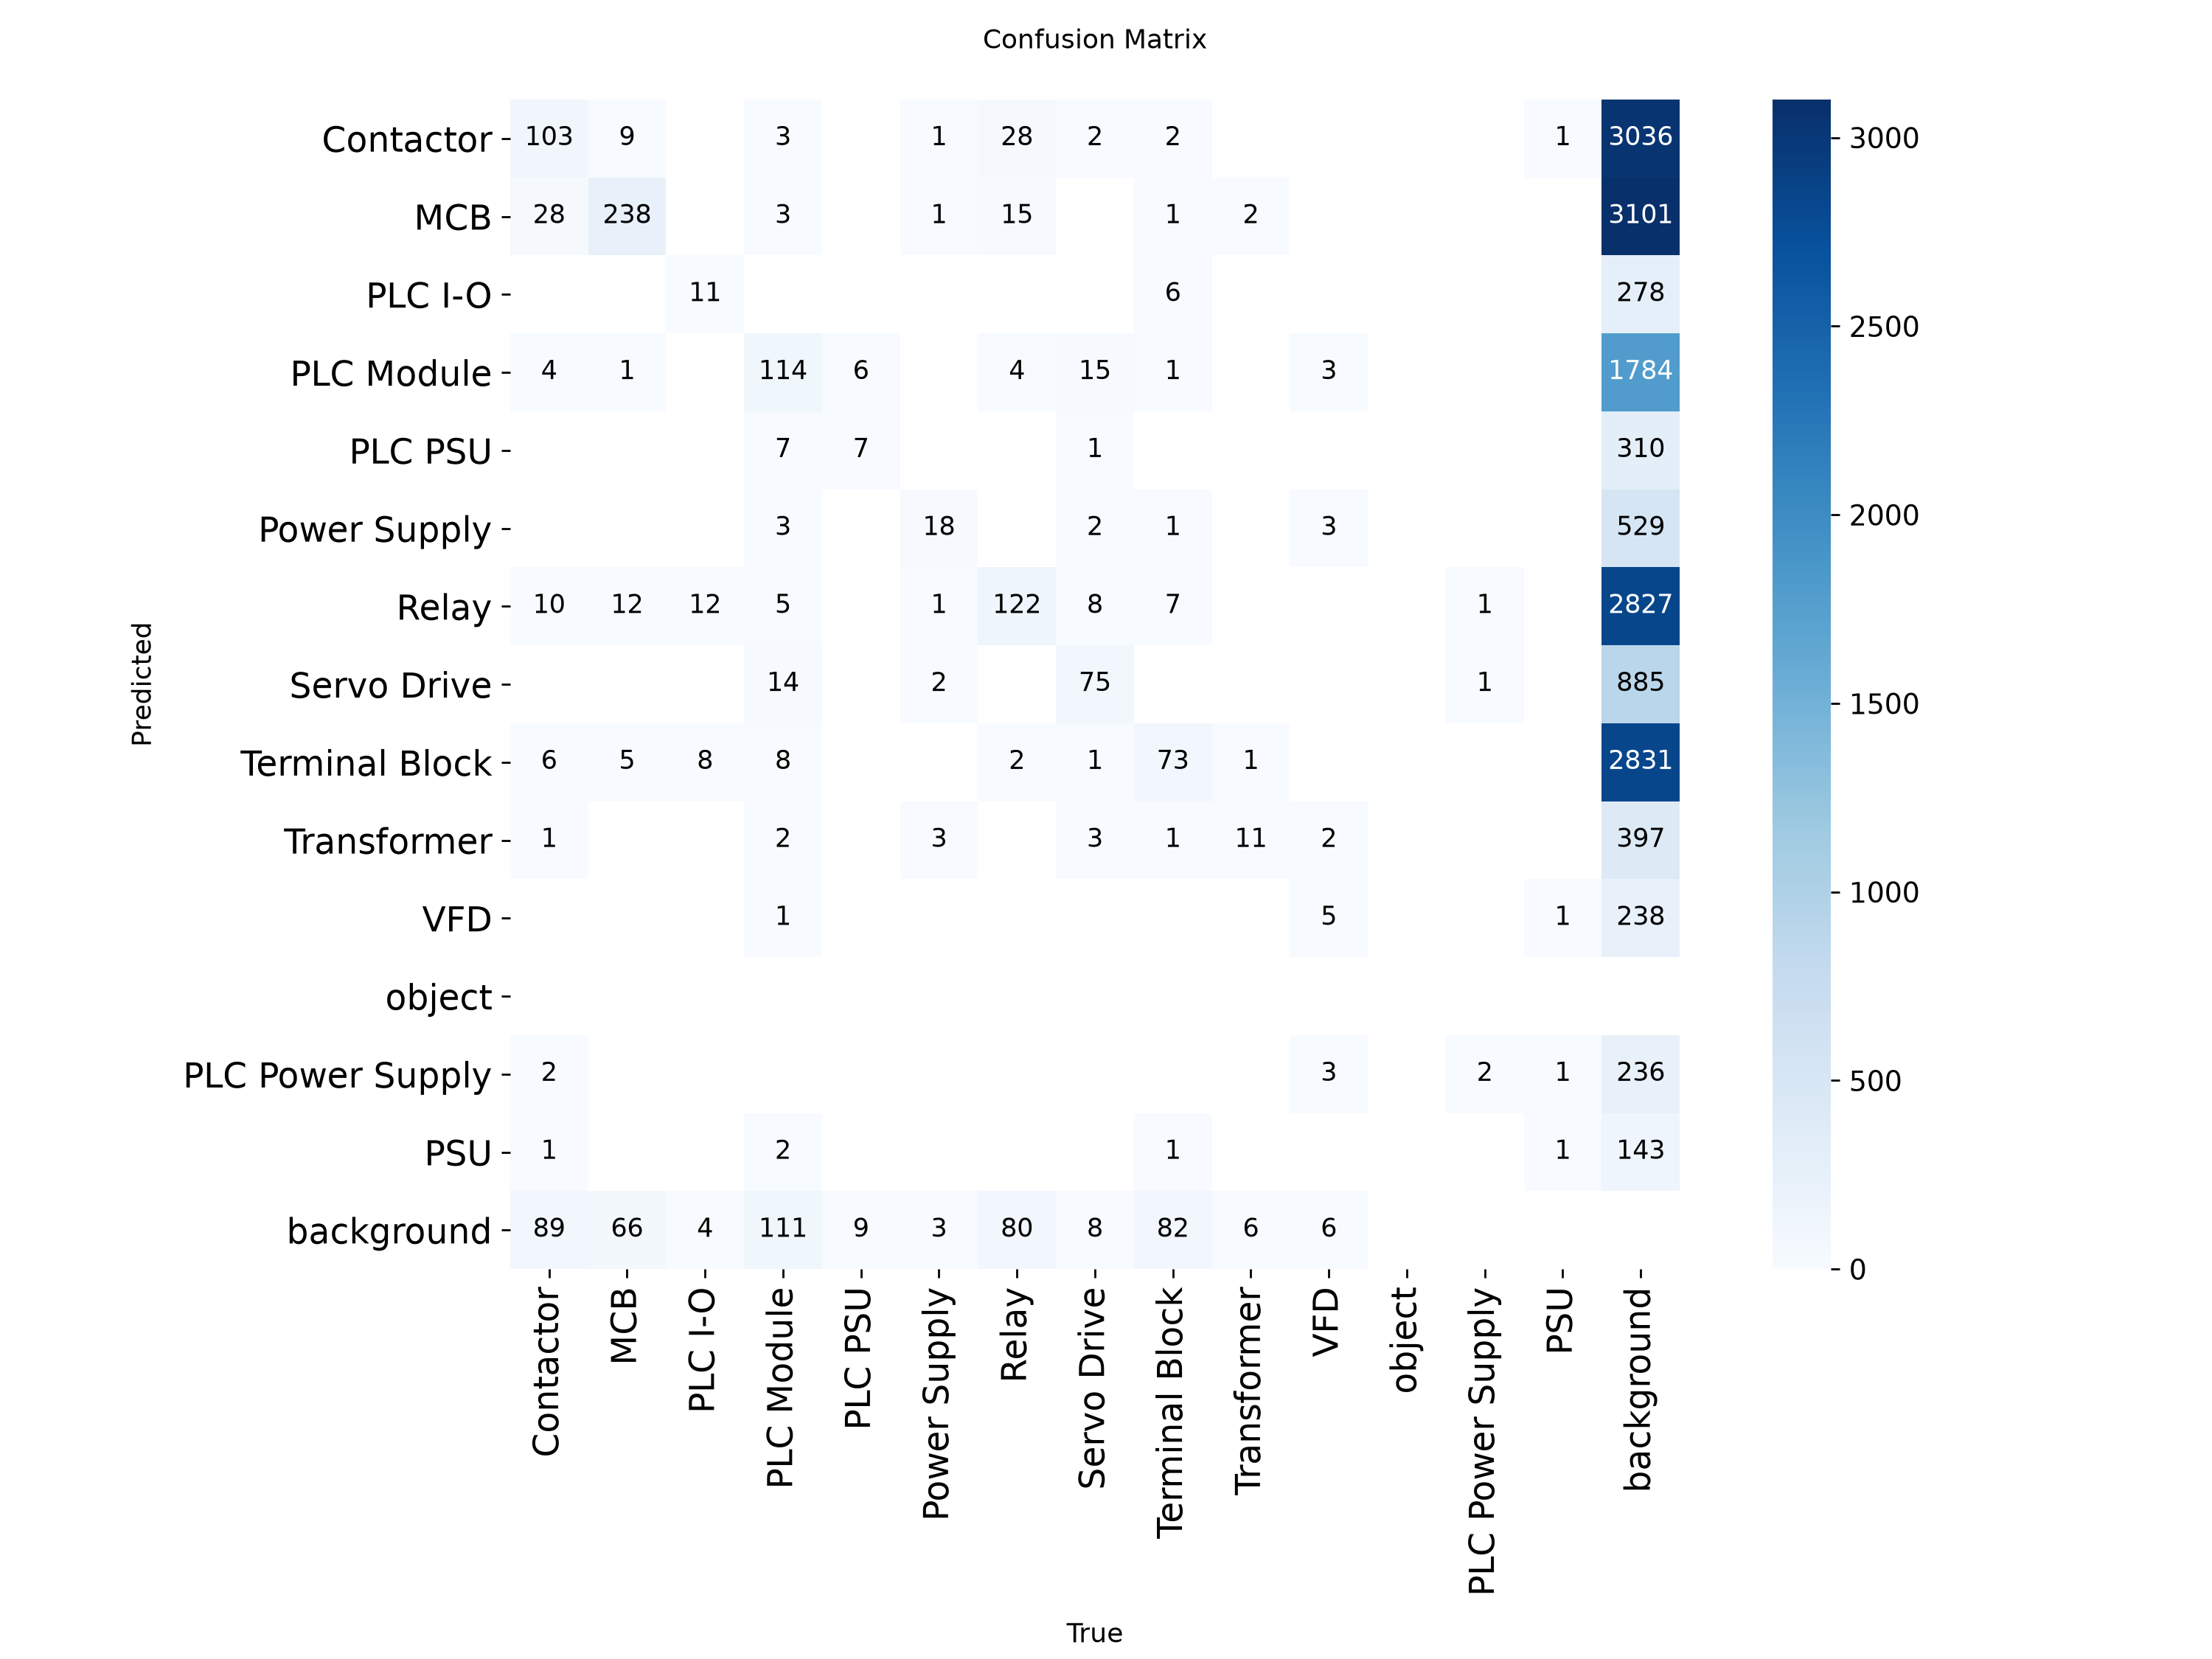 Confusion Matrix
Contactor 103 9 3 1 28 2 2 1 3036
MCB 28 238 3 1 15 1 2 3101
PLC I-O 11 6 278
PLC Module 4 1 114 6 4 15 1 3 1784
PLC PSU 7 7 1 310
Power Supply 3 18 2 1 3 529
Relay 10 12 12 5 1 122 8 7 1 2827
Servo Drive 14 2 75 1 885
Terminal Block 6 5 8 8 2 1 73 1 2831
Transformer 1 2 3 3 1 11 2 397
VFD 1 5 1 238
object
PLC Power Supply 2 3 2 1 236
PSU 1 2 1 1 143
background 89 66 4 111 9 3 80 8 82 6 6
Predicted
Contactor
MCB
PLC I-O
PLC Module
PLC PSU
Power Supply
Relay
Servo Drive
Terminal Block
Transformer
VFD
object
PLC Power Supply
PSU
background
True
3000
2500
2000
1500
1000
500
0